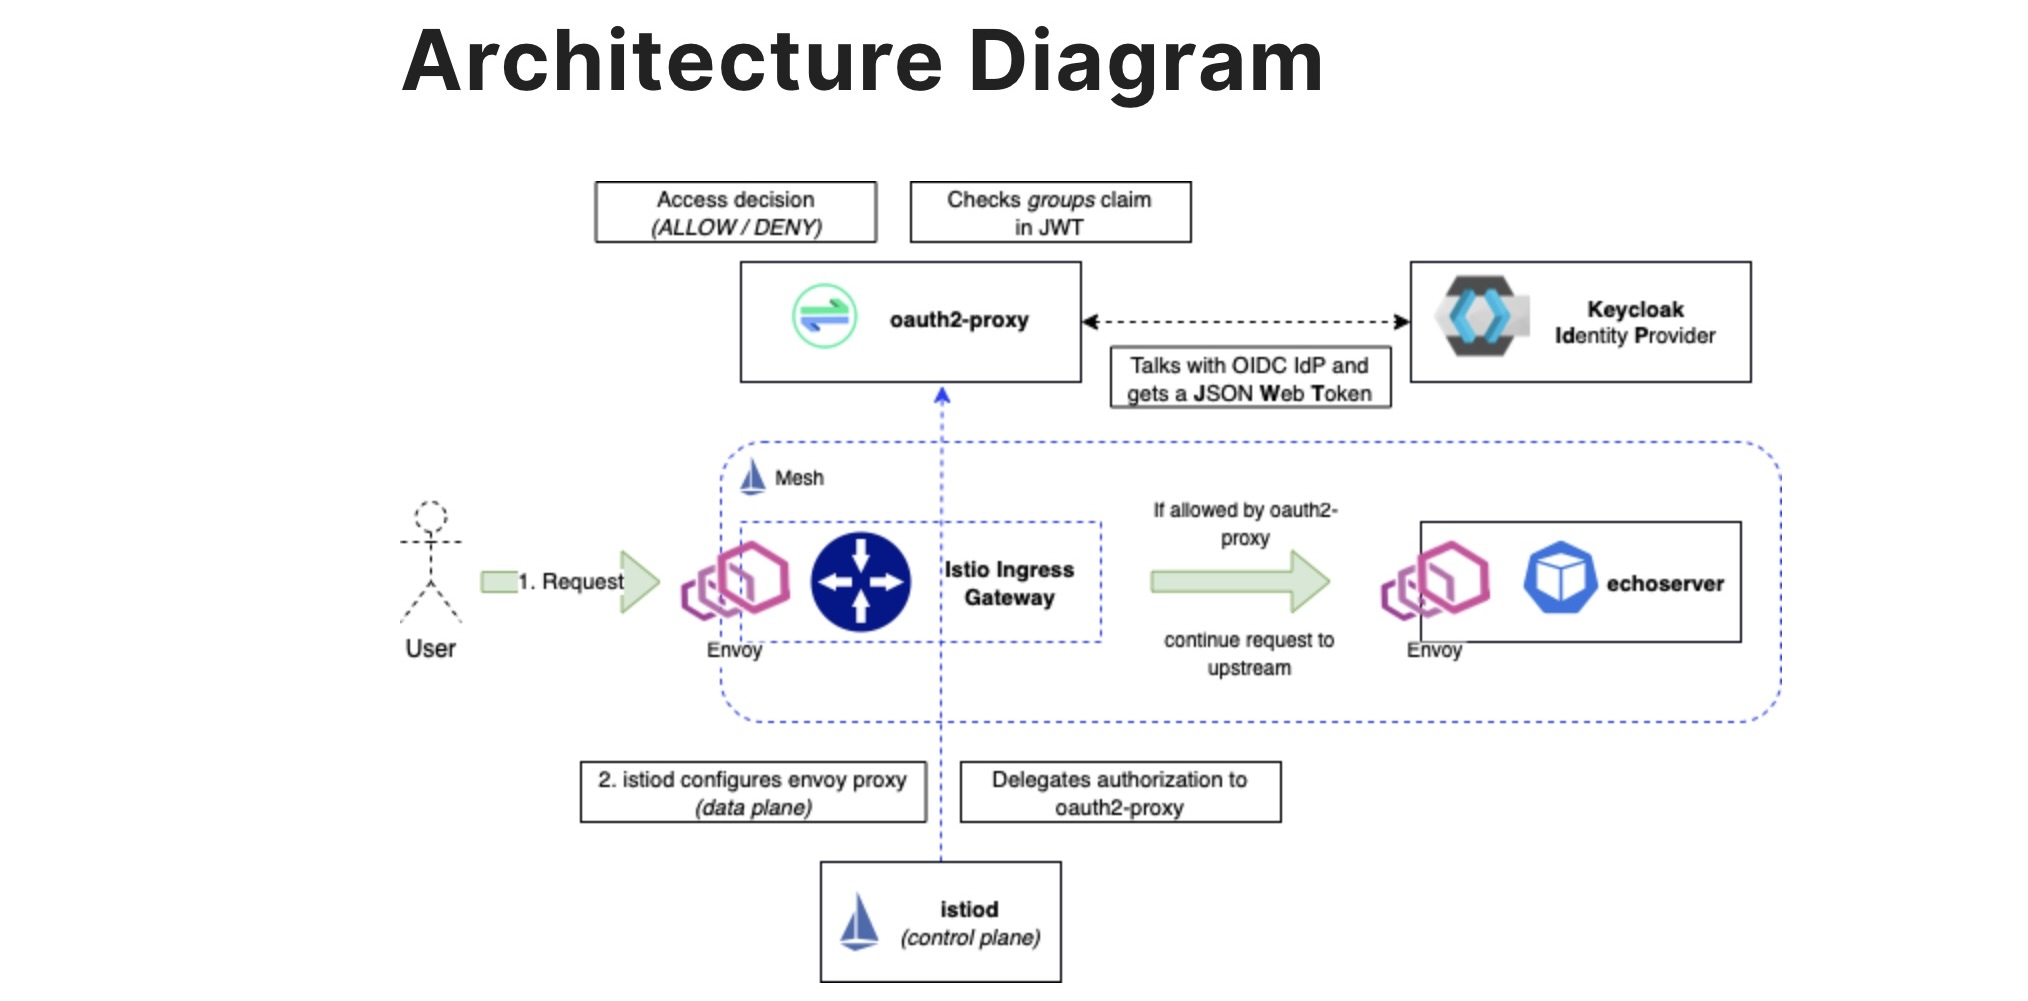 Architecture Diagram
Access decision
(ALLOW / DENY)
Checks groups claim
in JWT
oauth2-proxy
Keycloak
Identity Provider
Talks with OIDC IdP and
gets a JSON Web Token
Mesh
User
1. Request
Envoy
Istio Ingress
Gateway
If allowed by oauth2-
proxy
continue request to
upstream
Envoy
echoserver
2. istiod configures envoy proxy
(data plane)
Delegates authorization to
oauth2-proxy
istiod
(control plane)